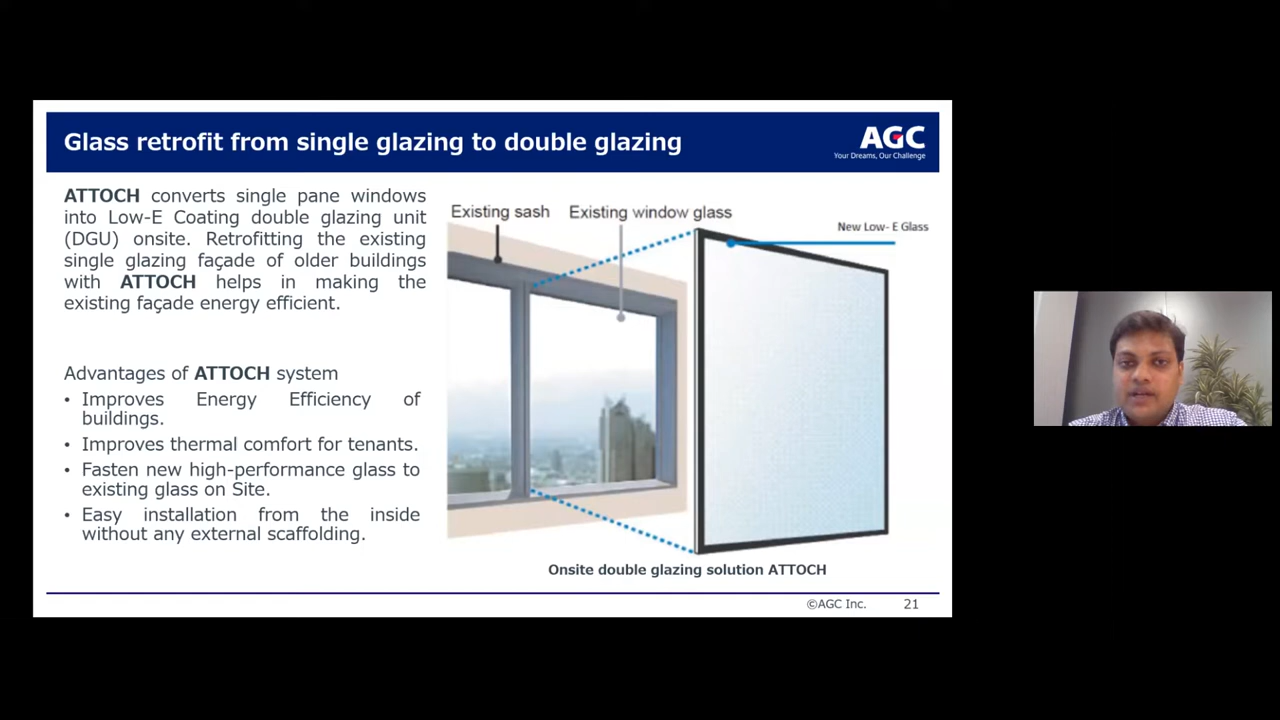 Glass retrofit from single glazing to double glazing
AGC
Your Dreams, Our Challenge
ATTOCH converts single pane windows
into Low-E Coating double glazing unit
(DGU) onsite. Retrofitting the existing
single glazing façade of older buildings
with ATTOCH helps in making the
existing façade energy efficient.
Advantages of ATTOCH system
• Improves Energy Efficiency of
buildings.
• Improves thermal comfort for tenants.
• Fasten new high-performance glass to
existing glass on Site.
• Easy installation from the inside
without any external scaffolding.
Existing sash
Existing window glass
New Low- E Glass
Onsite double glazing solution ATTOCH
©AGC Inc.
21